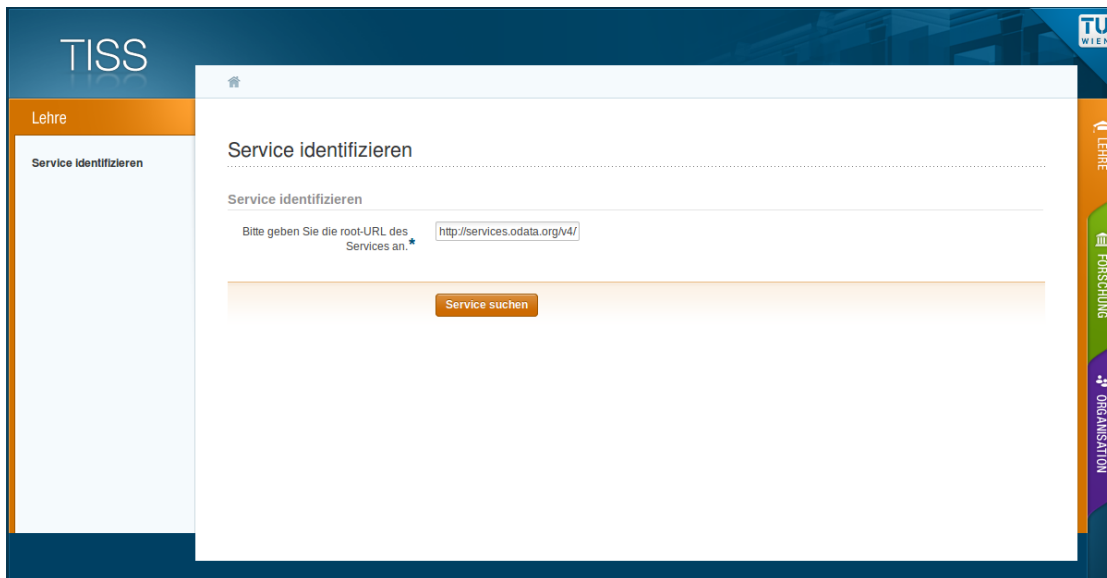 TISS
TU
WIEN
Lehre
Service identifizieren
Service identifizieren
Service identifizieren
Bitte geben Sie die root-URL des
Services an.*
http://services.odata.org/v4/
Service suchen
LEHRE
FORSCHUNG
ORGANISATION